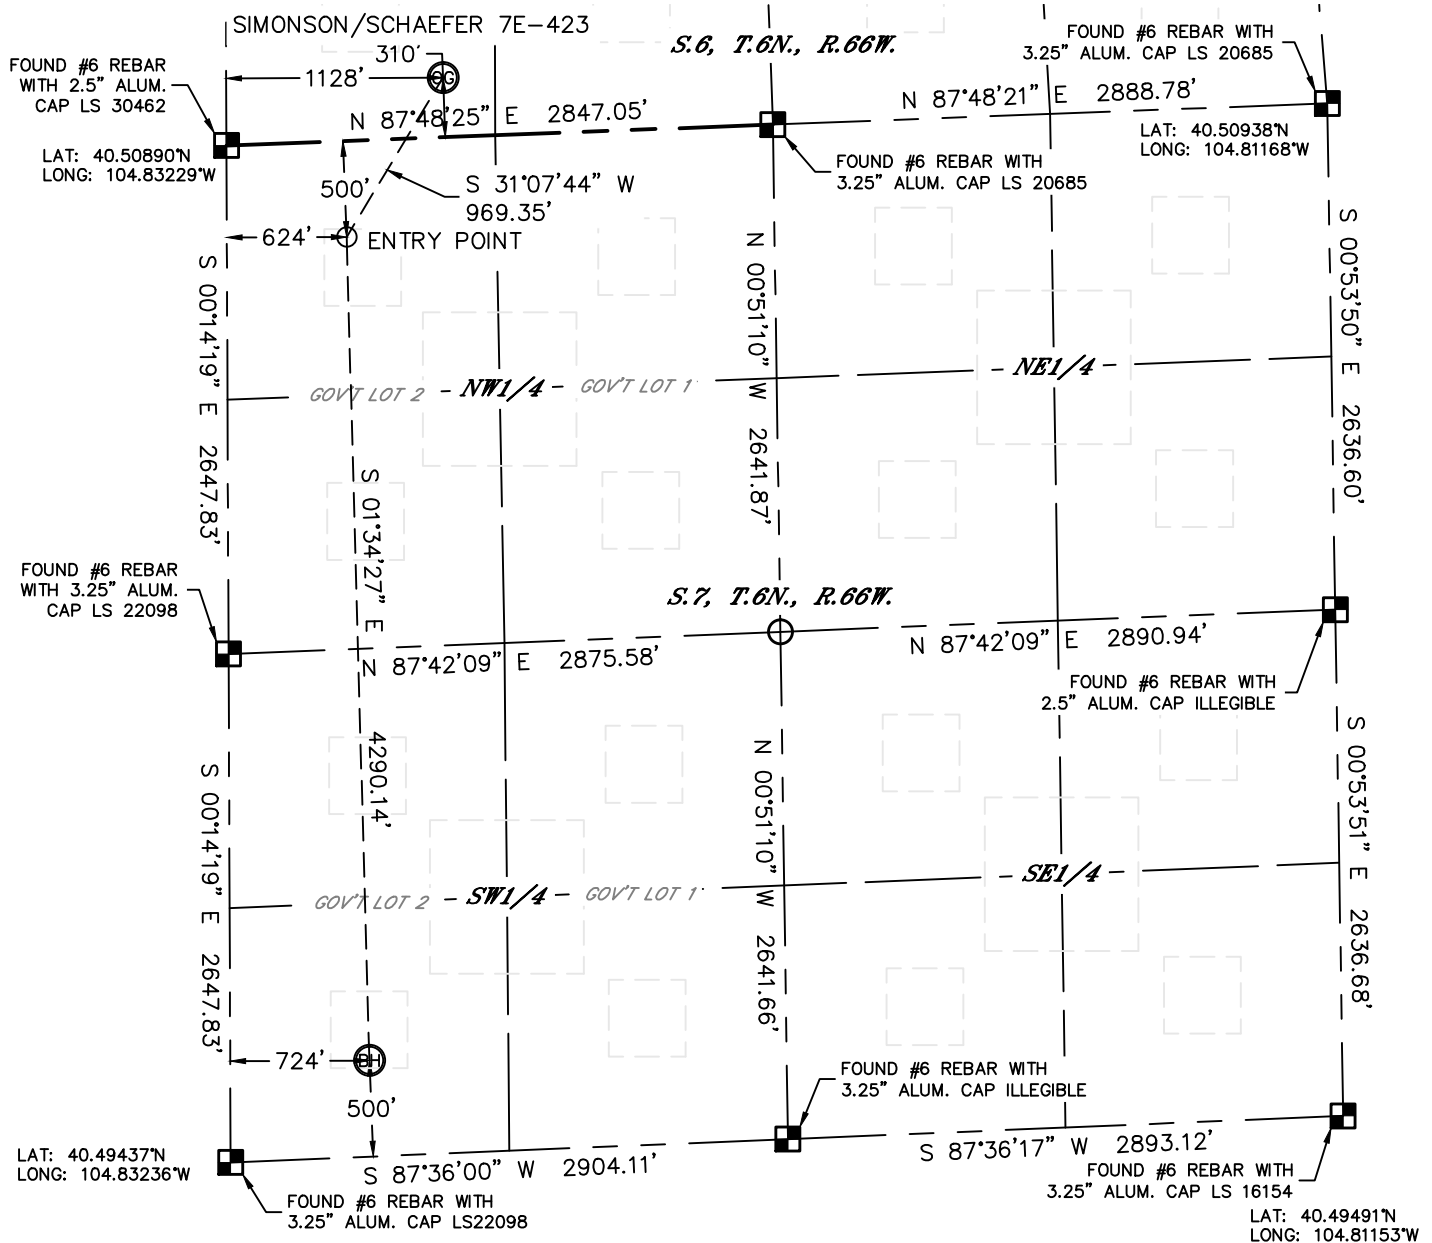 SIMONSON/SCHAEFER 7E-423
S.6, T.6N., R.66W.
FOUND #6 REBAR WITH
3.25" ALUM. CAP LS 20685
310'
1128'
FOUND #6 REBAR
WITH 2.5" ALUM.
CAP LS 30462
N 87°48'25" E 2847.05'
N 87°48'21" E 2888.78'
LAT: 40.50890°N
LONG: 104.83229°W
LAT: 40.50938°N
LONG: 104.81168°W
FOUND #6 REBAR WITH
3.25" ALUM. CAP LS 20685
500'
S 31°07'44" W
969.35'
624'
ENTRY POINT
S 00°14'19" E 2647.83'
N 00°51'10" W 2641.87'
S 00°53'50" E 2636.60'
GOV'T LOT 2
NW1/4
GOV'T LOT 1
NE1/4
S 01°34'27" E 4290.14'
FOUND #6 REBAR
WITH 3.25" ALUM.
CAP LS 22098
S.7, T.6N., R.66W.
N 87°42'09" E 2875.58'
N 87°42'09" E 2890.94'
FOUND #6 REBAR WITH
2.5" ALUM. CAP ILLEGIBLE
S 00°14'19" E 2647.83'
N 00°51'10" W 2641.66'
S 00°53'51" E 2636.68'
GOV'T LOT 2
SW1/4
GOV'T LOT 1
SE1/4
724'
BH
500'
FOUND #6 REBAR WITH
3.25" ALUM. CAP ILLEGIBLE
S 87°36'00" W 2904.11'
S 87°36'17" W 2893.12'
LAT: 40.49437°N
LONG: 104.83236°W
FOUND #6 REBAR WITH
3.25" ALUM. CAP LS22098
FOUND #6 REBAR WITH
3.25" ALUM. CAP LS 16154
LAT: 40.49491°N
LONG: 104.81153°W